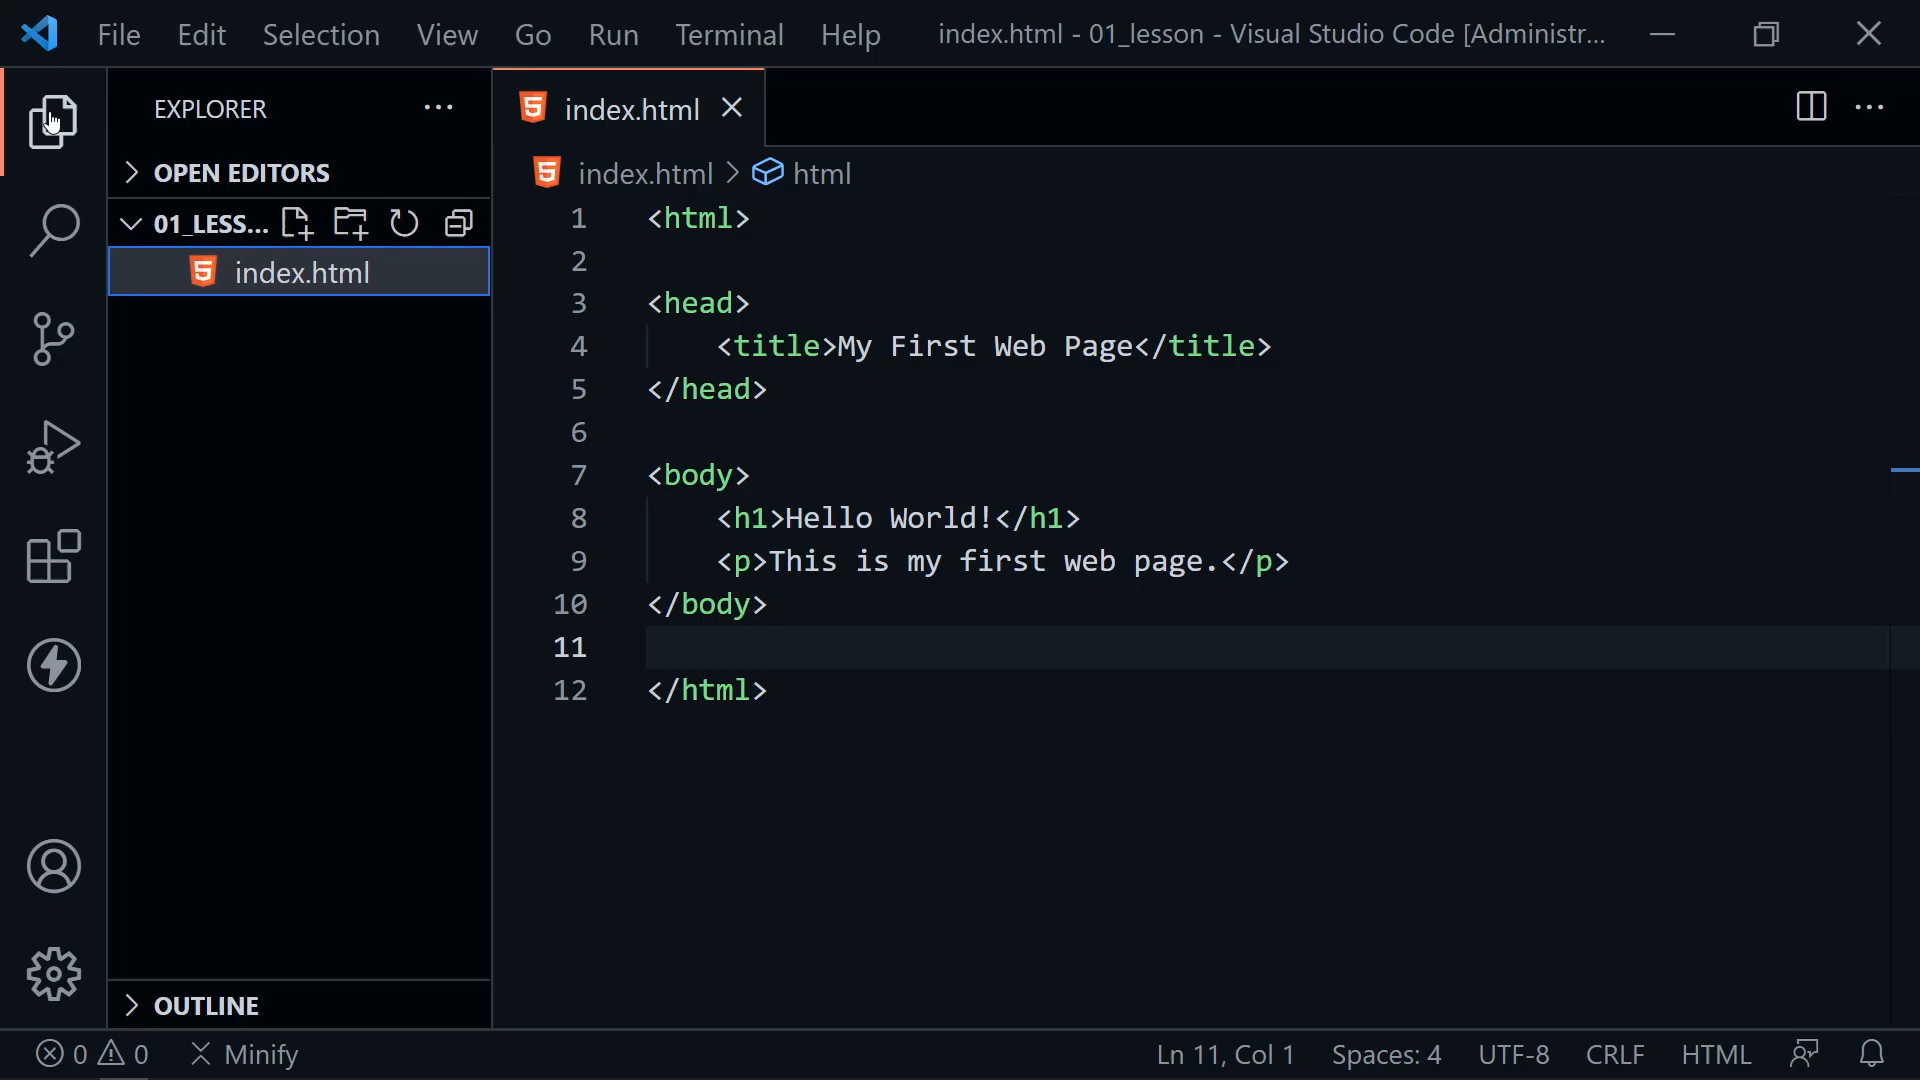 File Edit Selection View Go Run Terminal Help index.html - 01_lesson - Visual Studio Code [Administr...
EXPLORER
OPEN EDITORS
01_LESS...
index.html
OUTLINE
index.html
index.html > html
1 <html>
2
3 <head>
4     <title>My First Web Page</title>
5 </head>
6
7 <body>
8     <h1>Hello World!</h1>
9     <p>This is my first web page.</p>
10 </body>
11
12 </html>
0 0 Minify Ln 11, Col 1 Spaces: 4 UTF-8 CRLF HTML